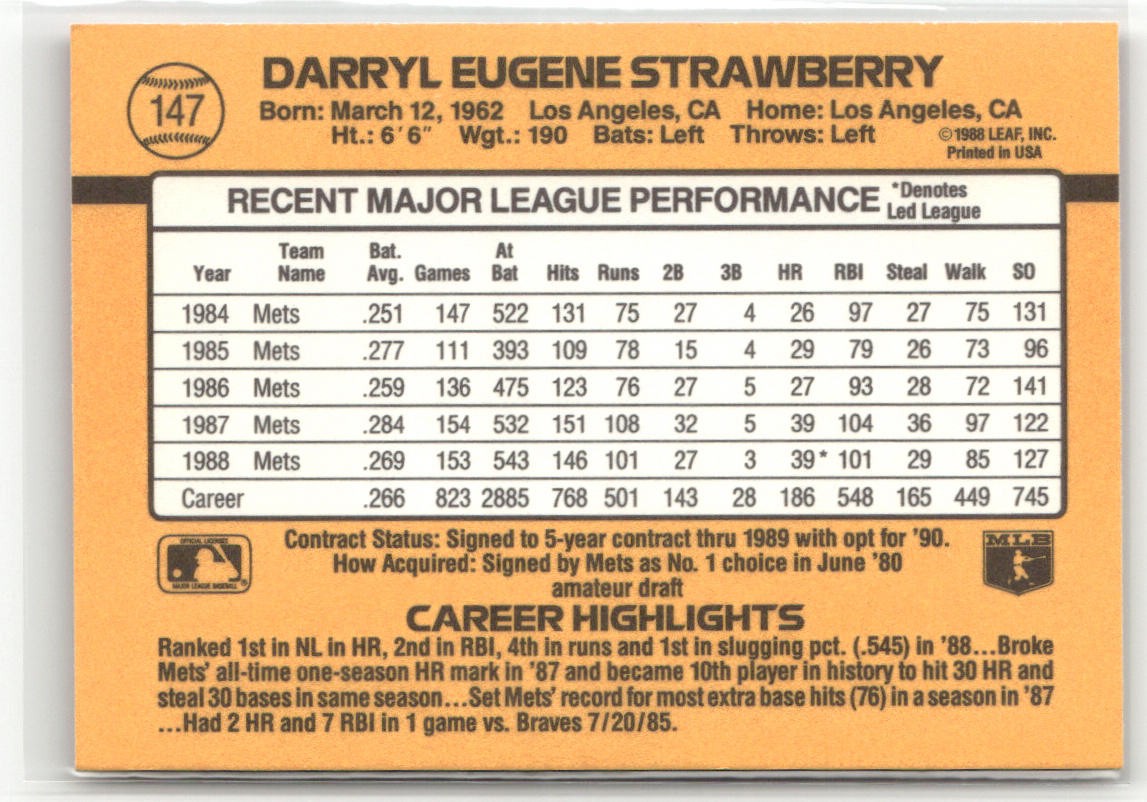 147
DARRYL EUGENE STRAWBERRY
Born: March 12, 1962 Los Angeles, CA Home: Los Angeles, CA
Ht.: 6'6" Wgt.: 190 Bats: Left Throws: Left
©1988 LEAF, INC.
Printed in USA
RECENT MAJOR LEAGUE PERFORMANCE *Denotes
Led League
Year Team Name Bat. Avg. Games At Bat Hits Runs 2B 3B HR RBI Steal Walk SO
1984 Mets .251 147 522 131 75 27 4 26 97 27 75 131
1985 Mets .277 111 393 109 78 15 4 29 79 26 73 96
1986 Mets .259 136 475 123 76 27 5 27 93 28 72 141
1987 Mets .284 154 532 151 108 32 5 39 104 36 97 122
1988 Mets .269 153 543 146 101 27 3 39* 101 29 85 127
Career .266 823 2885 768 501 143 28 186 548 165 449 745
OFFICIAL LICENSEE
MAJOR LEAGUE BASEBALL
®
Contract Status: Signed to 5-year contract thru 1989 with opt for '90.
How Acquired: Signed by Mets as No. 1 choice in June '80
amateur draft
MLB
CAREER HIGHLIGHTS
Ranked 1st in NL in HR, 2nd in RBI, 4th in runs and 1st in slugging pct. (.545) in '88...Broke
Mets' all-time one-season HR mark in '87 and became 10th player in history to hit 30 HR and
steal 30 bases in same season...Set Mets' record for most extra base hits (76) in a season in '87
...Had 2 HR and 7 RBI in 1 game vs. Braves 7/20/85.